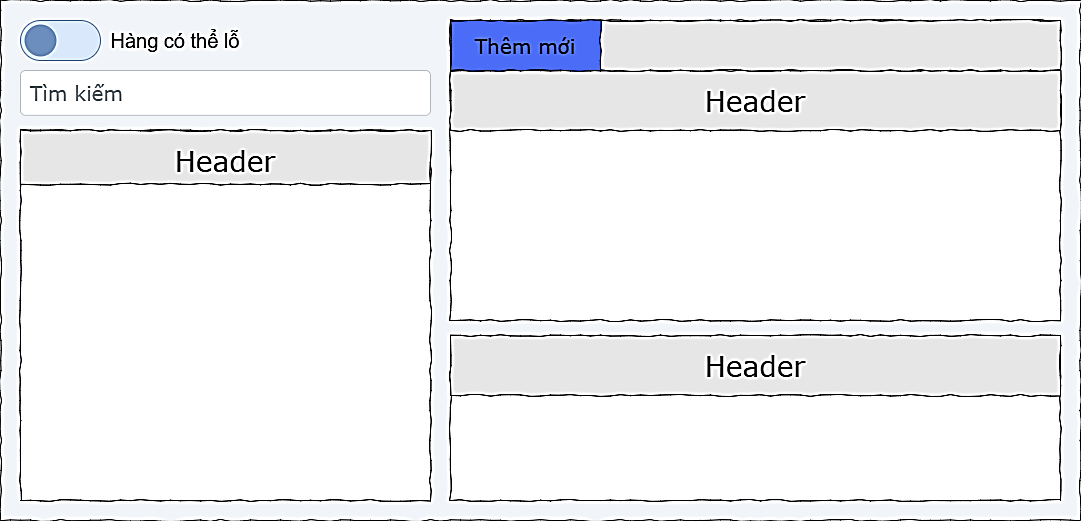 Hàng có thể lỗ
Tìm kiếm
Header
Thêm mới
Header
Header